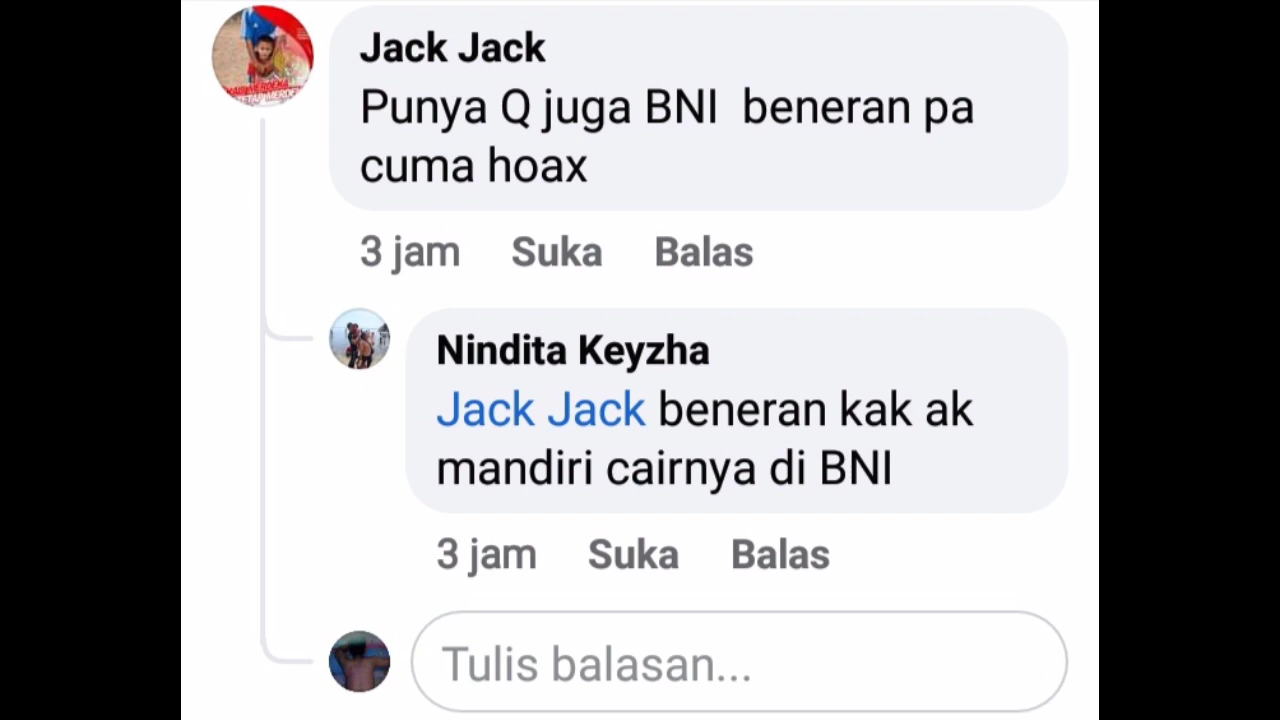 Jack Jack
Punya Q juga BNI  beneran pa
cuma hoax
3 jam Suka Balas
Nindita Keyzha
Jack Jack beneran kak ak
mandiri cairnya di BNI
3 jam Suka Balas
Tulis balasan...